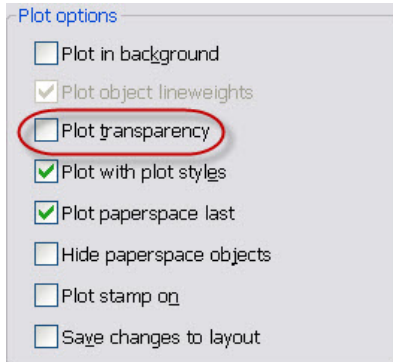 Plot options
Plot in background
Plot object lineweights
Plot transparency
Plot with plot styles
Plot paperspace last
Hide paperspace objects
Plot stamp on
Save changes to layout